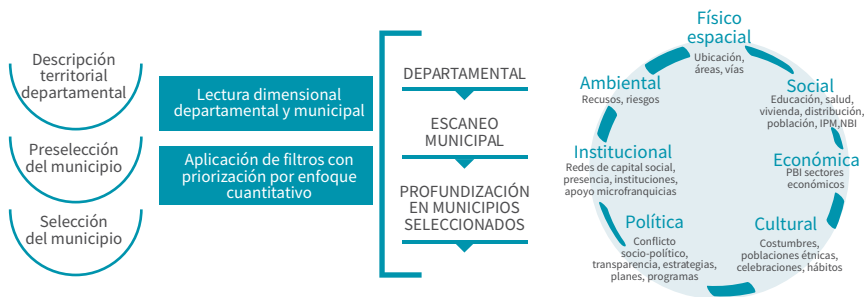 Descripción
territorial
departamental
Preselección
del municipio
Selección
del municipio
Lectura dimensional
departamental y municipal
Aplicación de filtros con
priorización por enfoque
cuantitativo
DEPARTAMENTAL
ESCANEO
MUNICIPAL
PROFUNDIZACIÓN
EN MUNICIPIOS
SELECCIONADOS
Físico
espacial
Ubicación,
áreas, vías
Social
Educación, salud,
vivienda, distribución,
población, IPM,NBI
Económica
PBI sectores
económicos
Cultural
Costumbres,
poblaciones étnicas,
celebraciones, hábitos
Política
Conflicto
socio-político,
transparencia, estrategias,
planes, programas
Institucional
Redes de capital social,
presencia, instituciones,
apoyo microfranquicias
Ambiental
Recusos, riesgos